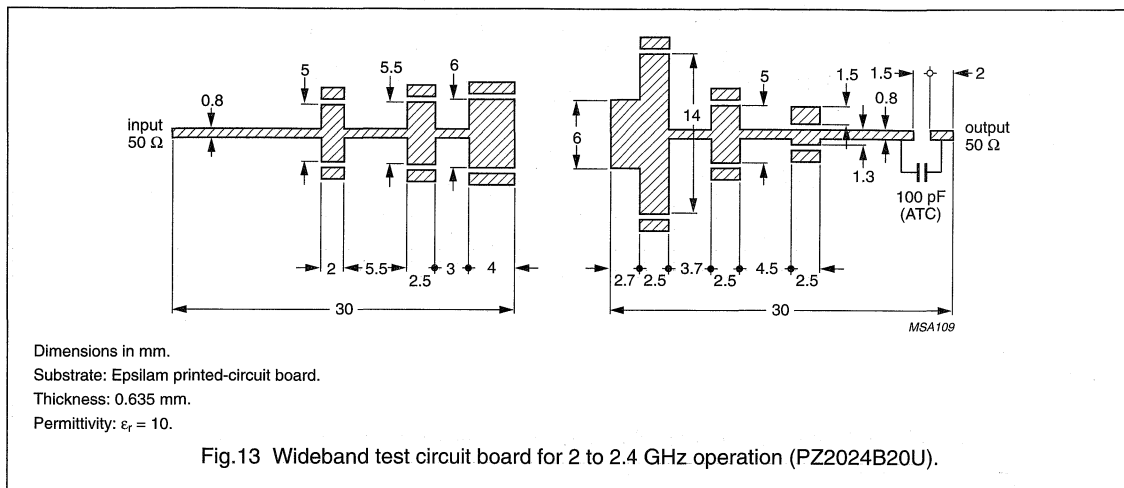 5
5.5
6
0.8
input
50 Ω
2
5.5
2.5
3
4
30
6
14
5
1.5
1.5
2
0.8
output
50 Ω
1.3
100 pF
(ATC)
2.7
2.5
3.7
2.5
4.5
2.5
30
MSA109
Dimensions in mm.
Substrate: Epsilam printed-circuit board.
Thickness: 0.635 mm.
Permittivity: εr = 10.
Fig.13 Wideband test circuit board for 2 to 2.4 GHz operation (PZ2024B20U).